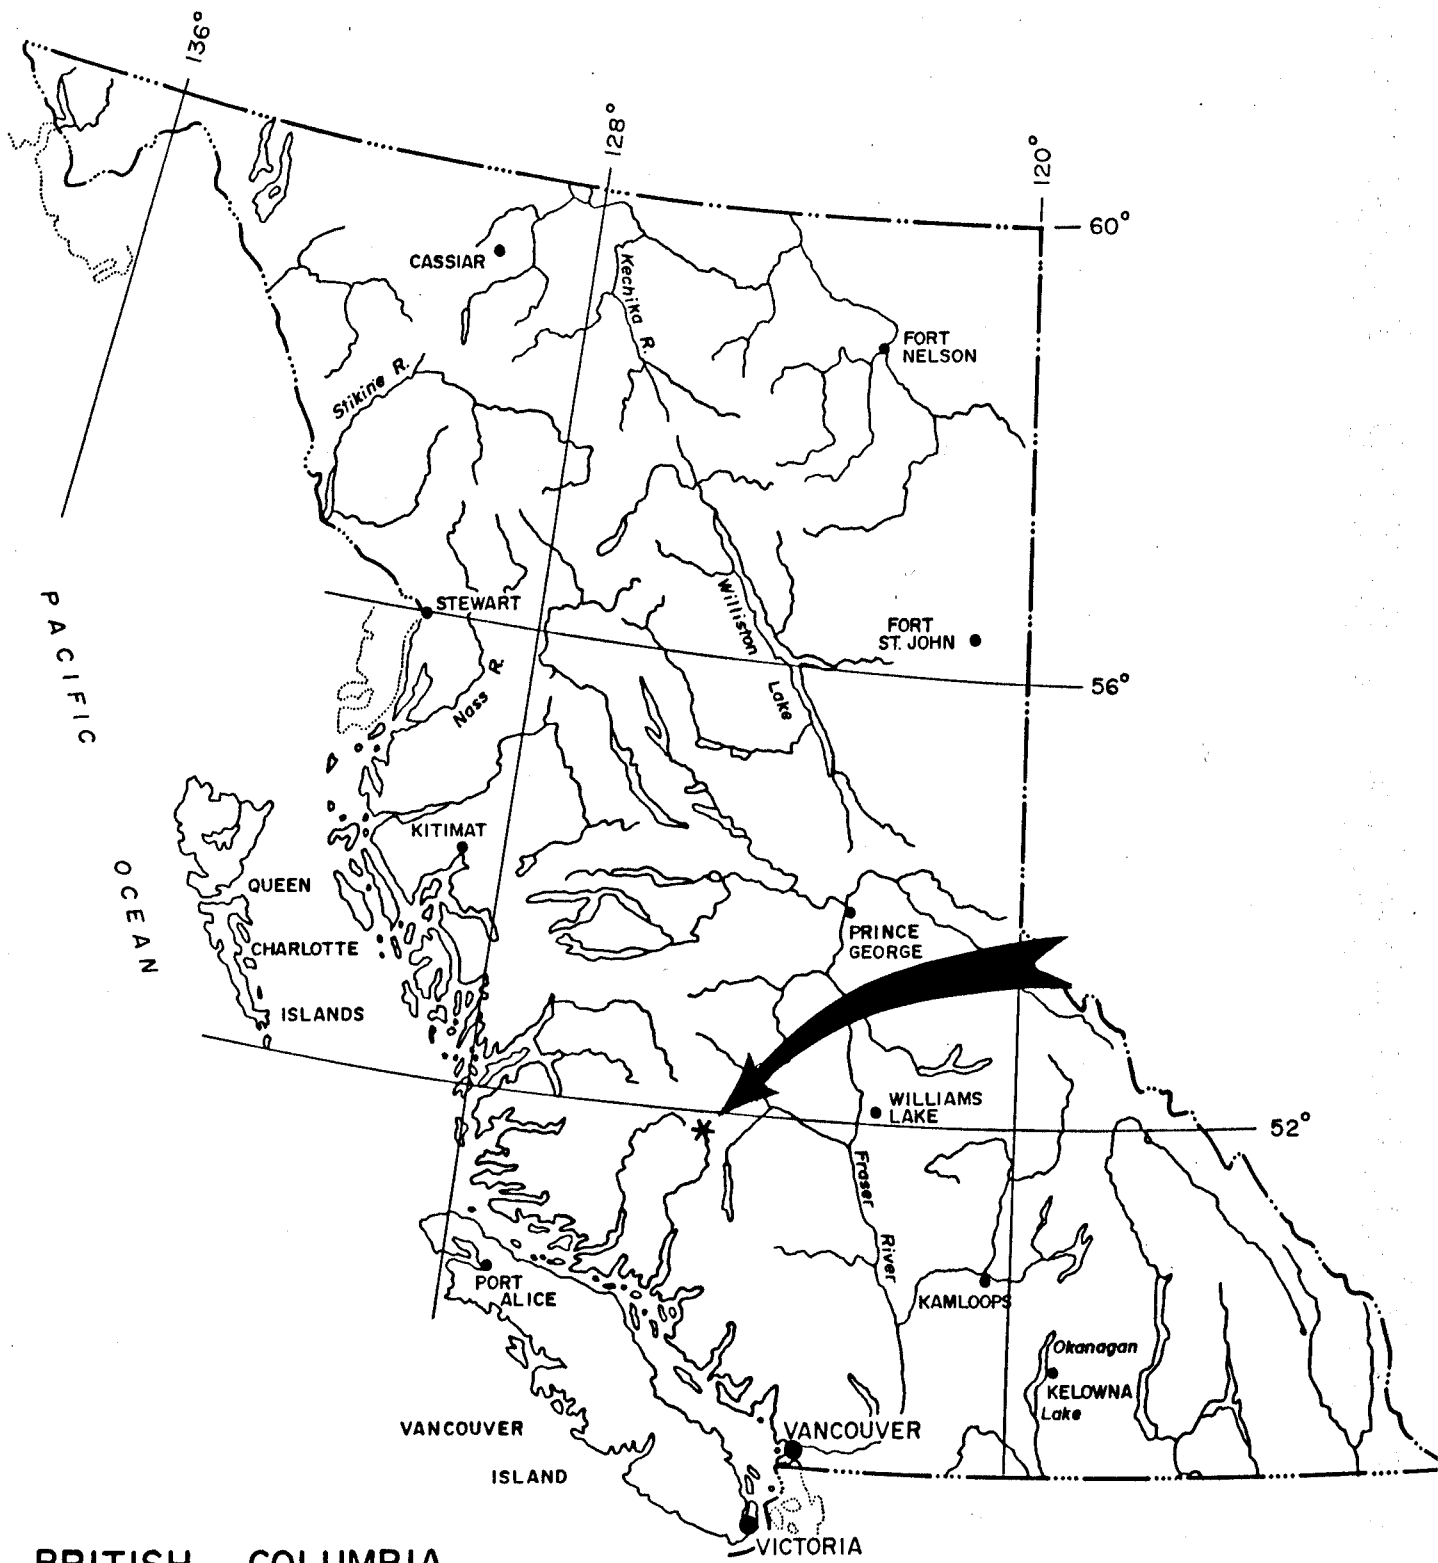 136°
128°
120°
60°
CASSIAR
Kechika R.
FORT
NELSON
Stikine R.
STEWART
Williston
Lake
FORT
ST. JOHN
56°
Nass R.
PACIFIC
OCEAN
KITIMAT
QUEEN
CHARLOTTE
ISLANDS
PRINCE
GEORGE
WILLIAMS
LAKE
52°
Fraser
River
PORT
ALICE
KAMLOOPS
Okanagan
KELOWNA
Lake
VANCOUVER
ISLAND
VANCOUVER
VICTORIA
BRITISH COLUMBIA